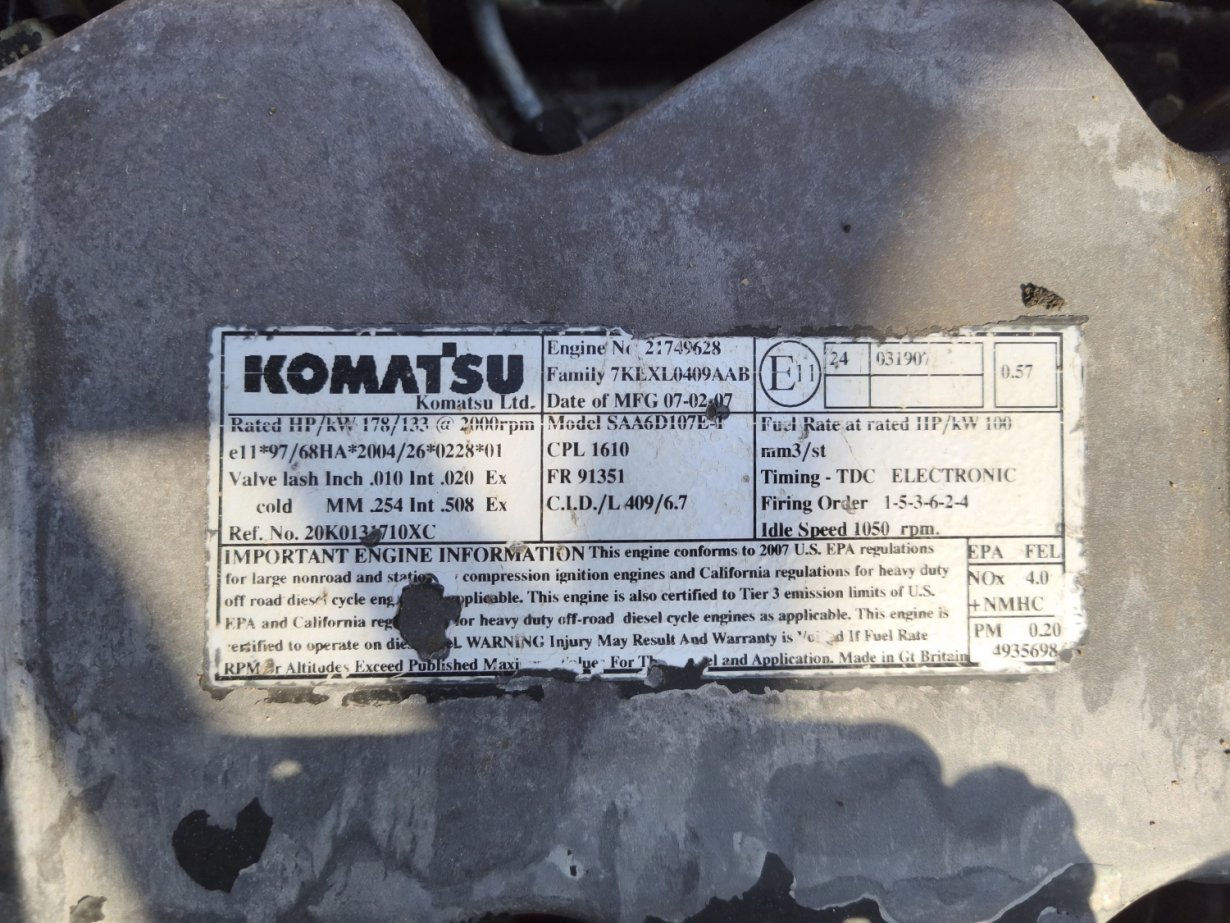 KOMATSU
Komatsu Ltd.
Engine No 21749628
Family 7KEXL0409AAB
Date of MFG 07-02-07
E11
24 03190
0.57
Rated HP/kW 178/133 @ 2000rpm
e11*97/68HA*2004/26*0228*01
Valve lash Inch .010 Int .020 Ex
cold MM .254 Int .508 Ex
Ref. No. 20K0131710XC
Model SAA6D107E-1
CPL 1610
FR 91351
C.I.D./L 409/6.7
Fuel Rate at rated HP/kW 100
mm3/st
Timing - TDC ELECTRONIC
Firing Order 1-5-3-6-2-4
Idle Speed 1050 rpm.
IMPORTANT ENGINE INFORMATION This engine conforms to 2007 U.S. EPA regulations
for large nonroad and compression ignition engines and California regulations for heavy duty
off road diesel cycle applicable. This engine is also certified to Tier 3 emission limits of U.S.
EPA and California for heavy duty off-road diesel cycle engines as applicable. This engine is
certified to operate on WARNING Injury May Result And Warranty is If Fuel Rate
RPM or Altitudes Exceed Published For and Application. Made in Gt Britain
EPA FEL
NOx 4.0
+NMHC
PM 0.20
4935698